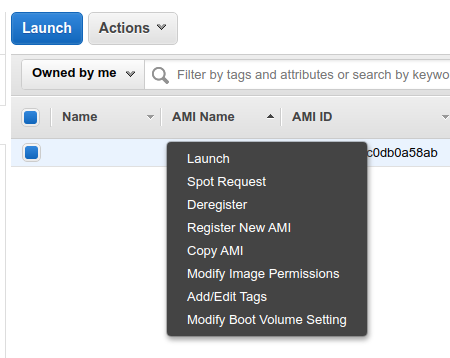 Launch
Actions
Owned by me
Filter by tags and attributes or search by keywo
Name
AMI Name
AMI ID
c0db0a58ab
Launch
Spot Request
Deregister
Register New AMI
Copy AMI
Modify Image Permissions
Add/Edit Tags
Modify Boot Volume Setting